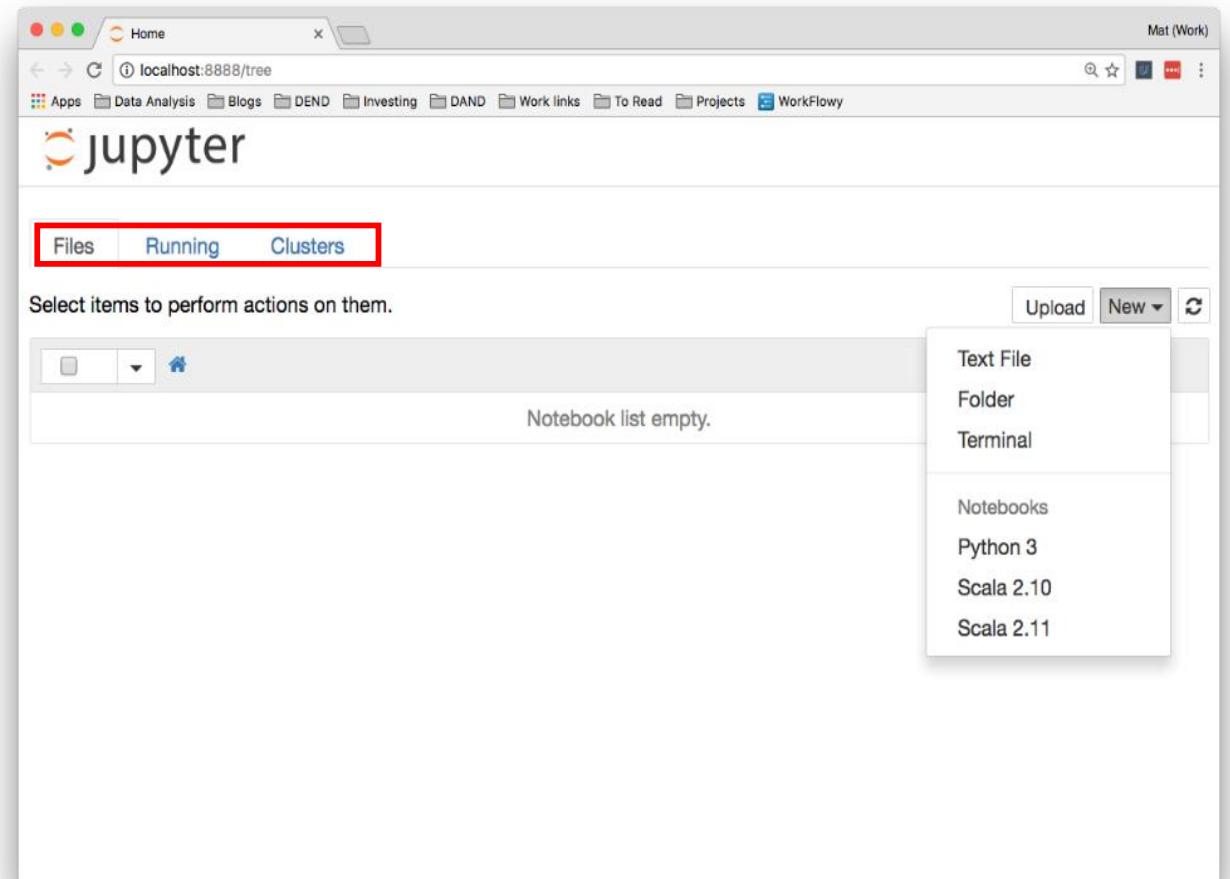 Home
Mat (Work)
localhost:8888/tree
Apps Data Analysis Blogs DEND Investing DAND Work links To Read Projects WorkFlowy
jupyter
Files Running Clusters
Select items to perform actions on them.
Upload New
Notebook list empty.
Text File
Folder
Terminal
Notebooks
Python 3
Scala 2.10
Scala 2.11